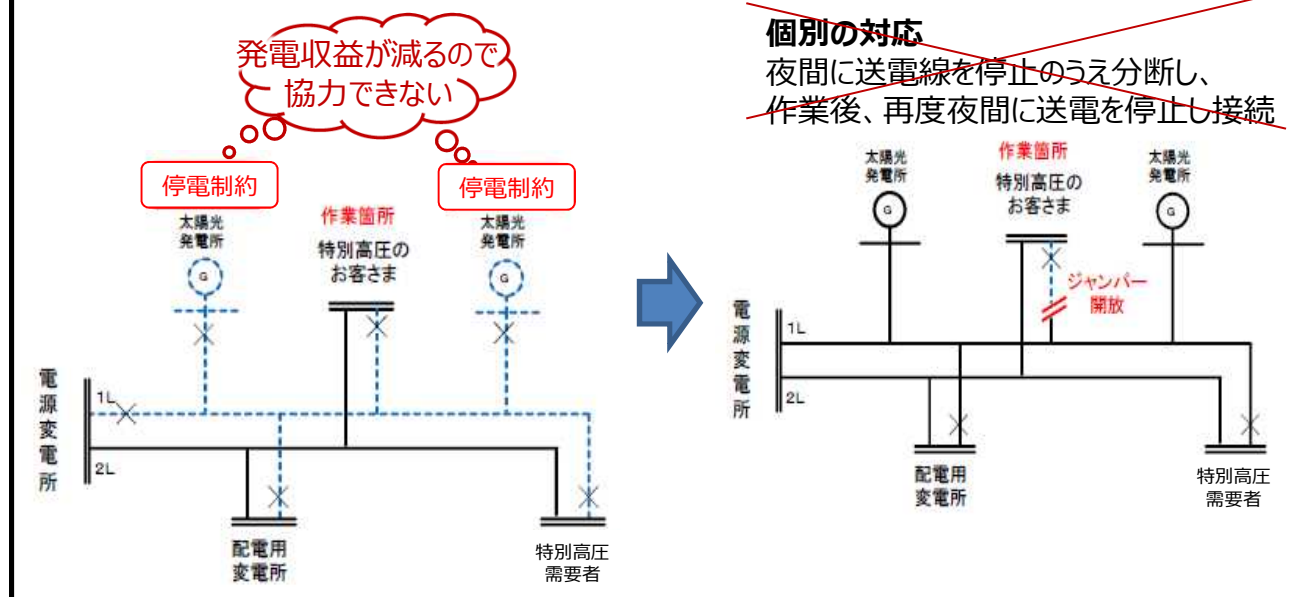 発電収益が減るので
協力できない
停電制約
停電制約
太陽光
発電所
G
作業箇所
特別高圧の
お客さま
太陽光
発電所
G
電源変電所
1L
2L
配電用
変電所
特別高圧
需要者
個別の対応
夜間に送電線を停止のうえ分断し、
作業後、再度夜間に送電を停止し接続
太陽光
発電所
G
作業箇所
特別高圧の
お客さま
太陽光
発電所
G
ジャンパー
開放
電源変電所
1L
2L
配電用
変電所
特別高圧
需要者